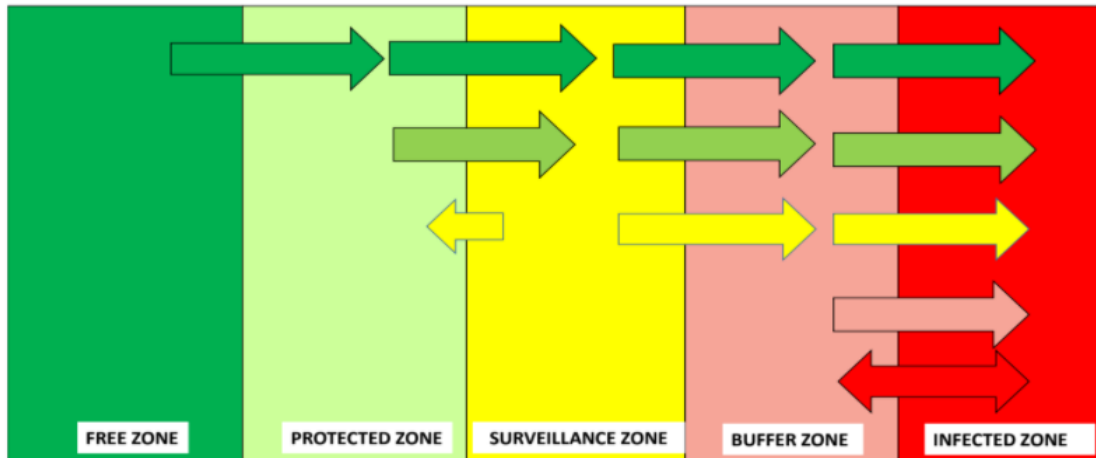 FREE ZONE
PROTECTED ZONE
SURVEILLANCE ZONE
BUFFER ZONE
INFECTED ZONE